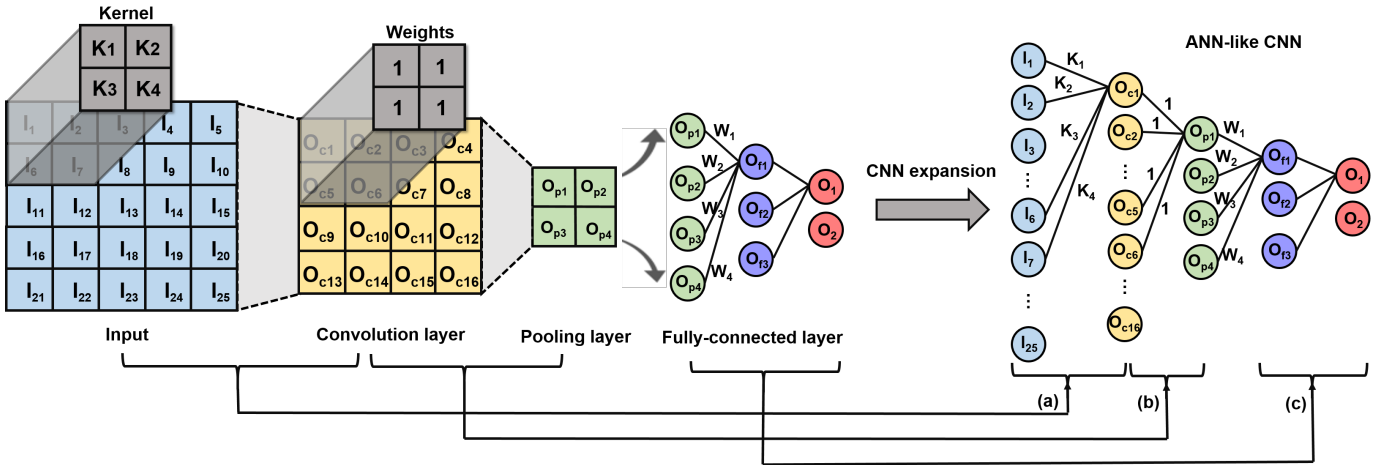 Kernel
K1 K2
K3 K4
I1 I2 I3 I4 I5
I6 I7 I8 I9 I10
I11 I12 I13 I14 I15
I16 I17 I18 I19 I20
I21 I22 I23 I24 I25
Input
Weights
1 1
1 1
Oc1 Oc2 Oc3 Oc4
Oc5 Oc6 Oc7 Oc8
Oc9 Oc10 Oc11 Oc12
Oc13 Oc14 Oc15 Oc16
Convolution layer
Op1 Op2
Op3 Op4
Pooling layer
Op1 W1
Op2 W2
Op3 W3
Op4 W4
Of1
Of2
Of3
O1
O2
Fully-connected layer
CNN expansion
ANN-like CNN
I1
I2
I3
⋮
I6
I7
⋮
I25
K1
K2
K3
K4
Oc1
Oc2
⋮
Oc5
Oc6
⋮
Oc16
1
1
1
1
Op1 W1
Op2 W2
Op3 W3
Op4 W4
Of1
Of2
Of3
O1
O2
(a) (b) (c)